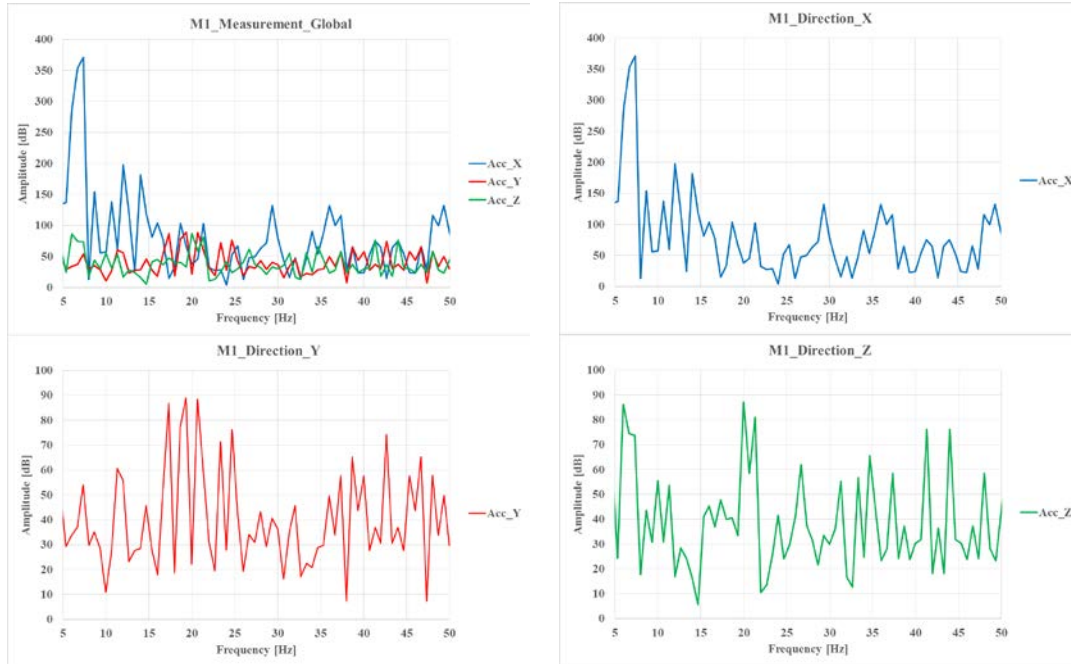 M1_Measurement_Global
400
350
300
250
200
150
100
50
0
Amplitude [dB]
5 10 15 20 25 30 35 40 45 50
Frequency [Hz]
Acc_X
Acc_Y
Acc_Z
M1_Direction_X
400
350
300
250
200
150
100
50
0
Amplitude [dB]
5 10 15 20 25 30 35 40 45 50
Frequency [Hz]
Acc_X
M1_Direction_Y
100
90
80
70
60
50
40
30
20
10
0
Amplitude [dB]
5 10 15 20 25 30 35 40 45 50
Frequency [Hz]
Acc_Y
M1_Direction_Z
100
90
80
70
60
50
40
30
20
10
0
Amplitude [dB]
5 10 15 20 25 30 35 40 45 50
Frequency [Hz]
Acc_Z